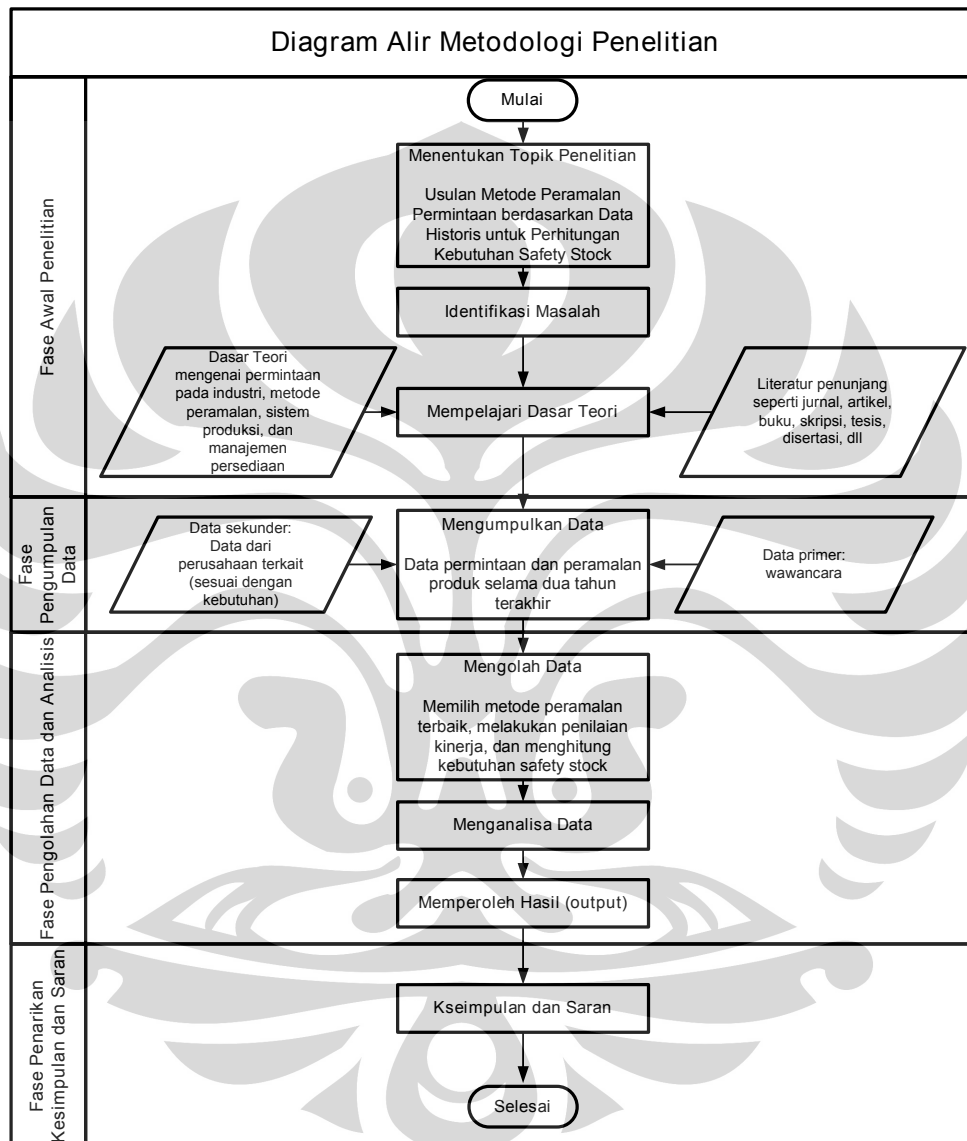 Diagram Alir Metodologi Penelitian
Fase Awal Penelitian
Mulai
Menentukan Topik Penelitian
Usulan Metode Peramalan
Permintaan berdasarkan Data
Historis untuk Perhitungan
Kebutuhan Safety Stock
Identifikasi Masalah
Dasar Teori
mengenai permintaan
pada industri, metode
peramalan, sistem
produksi, dan
manajemen
persediaan
Mempelajari Dasar Teori
Literatur penunjang
seperti jurnal, artikel,
buku, skripsi, tesis,
disertasi, dll
Fase
Pengumpulan
Data
Data sekunder:
Data dari
perusahaan terkait
(sesuai dengan
kebutuhan)
Mengumpulkan Data
Data permintaan dan peramalan
produk selama dua tahun
terakhir
Data primer:
wawancara
Fase Pengolahan Data dan Analisis
Mengolah Data
Memilih metode peramalan
terbaik, melakukan penilaian
kinerja, dan menghitung
kebutuhan safety stock
Menganalisa Data
Memperoleh Hasil (output)
Fase Penarikan
Kesimpulan dan Saran
Kseimpulan dan Saran
Selesai